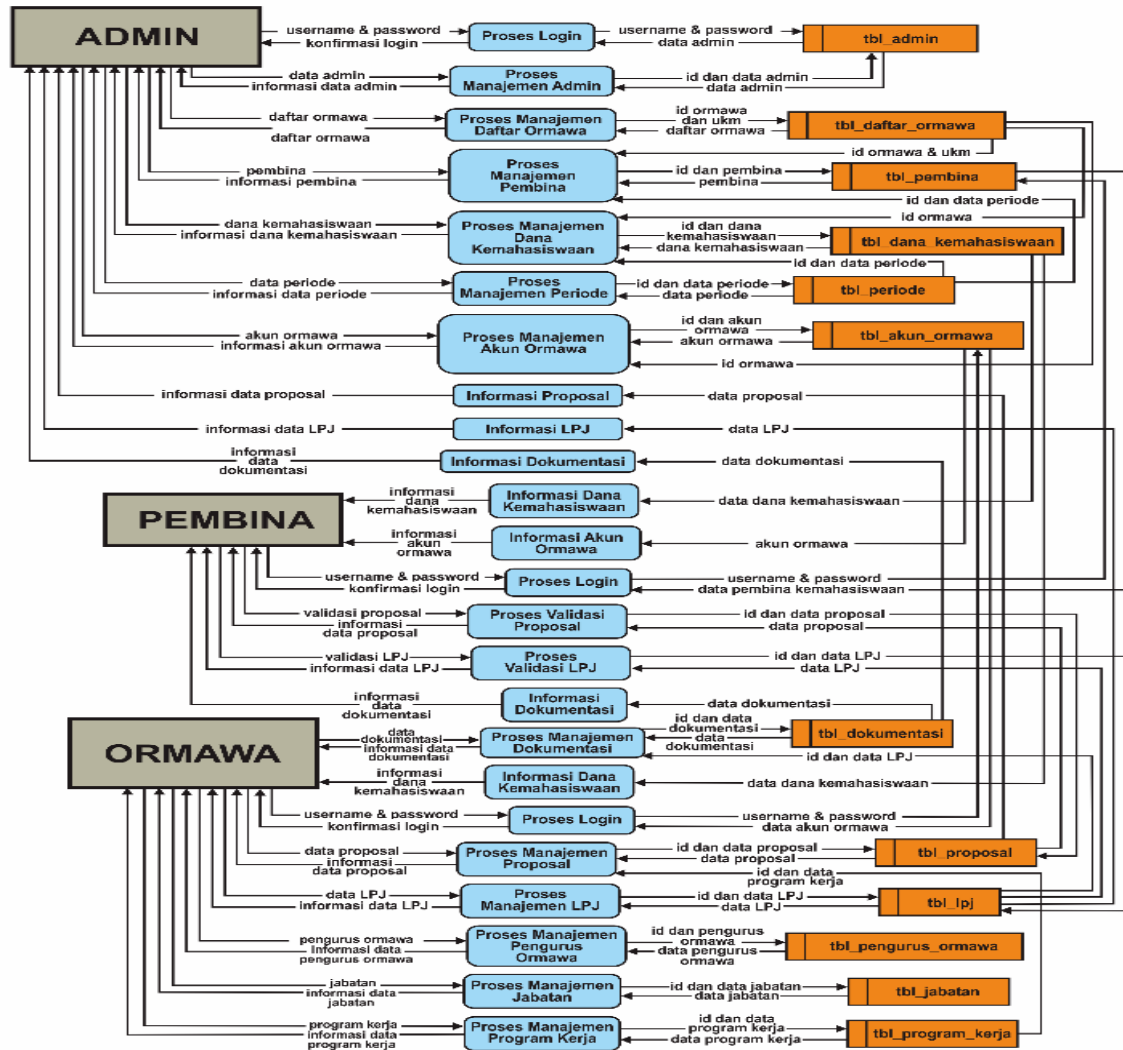 ADMIN
username & password
konfirmasi login
Proses Login
username & password
data admin
tbl_admin
data admin
informasi data admin
Proses
Manajemen Admin
id dan data admin
data admin
daftar ormawa
daftar ormawa
Proses Manajemen
Daftar Ormawa
id ormawa
dan ukm
daftar ormawa
tbl_daftar_ormawa
id ormawa & ukm
pembina
informasi pembina
Proses
Manajemen
Pembina
id dan pembina
pembina
tbl_pembina
id dan data periode
id ormawa
dana kemahasiswaan
informasi dana kemahasiswaan
Proses Manajemen
Dana
Kemahasiswaan
id dan dana
kemahasiswaan
dana kemahasiswaan
tbl_dana_kemahasiswaan
id dan data periode
data periode
informasi data periode
Proses
Manajemen Periode
id dan data periode
data periode
tbl_periode
akun ormawa
informasi akun ormawa
Proses Manajemen
Akun Ormawa
id dan akun
ormawa
akun ormawa
tbl_akun_ormawa
id ormawa
informasi data proposal
Informasi Proposal
data proposal
informasi data LPJ
Informasi LPJ
data LPJ
informasi
data
dokumentasi
Informasi Dokumentasi
data dokumentasi
PEMBINA
informasi
dana
kemahasiswaan
Informasi Dana
Kemahasiswaan
data dana kemahasiswaan
informasi
akun
ormawa
Informasi Akun
Ormawa
akun ormawa
username & password
konfirmasi login
Proses Login
username & password
data pembina kemahasiswaan
validasi proposal
informasi
data proposal
Proses Validasi
Proposal
id dan data proposal
data proposal
validasi LPJ
informasi data LPJ
Proses
Validasi LPJ
id dan data LPJ
data LPJ
informasi
data
dokumentasi
Informasi
Dokumentasi
data dokumentasi
ORMAWA
data
dokumentasi
informasi data
dokumentasi
Proses Manajemen
Dokumentasi
id dan data
dokumentasi
data
dokumentasi
tbl_dokumentasi
id dan data LPJ
informasi
dana
kemahasiswaan
Informasi Dana
Kemahasiswaan
data dana kemahasiswaan
username & password
konfirmasi login
Proses Login
username & password
data akun ormawa
data proposal
informasi
data proposal
Proses Manajemen
Proposal
id dan data proposal
data proposal
tbl_proposal
id dan data
program kerja
data LPJ
informasi data LPJ
Proses
Manajemen LPJ
id dan data LPJ
data LPJ
tbl_lpj
pengurus ormawa
informasi data
pengurus ormawa
Proses Manajemen
Pengurus
Ormawa
id dan pengurus
ormawa
data pengurus
ormawa
tbl_pengurus_ormawa
jabatan
informasi data
jabatan
Proses Manajemen
Jabatan
id dan data jabatan
data jabatan
tbl_jabatan
program kerja
informasi data
program kerja
Proses Manajemen
Program Kerja
id dan data
program kerja
data program kerja
tbl_program_kerja